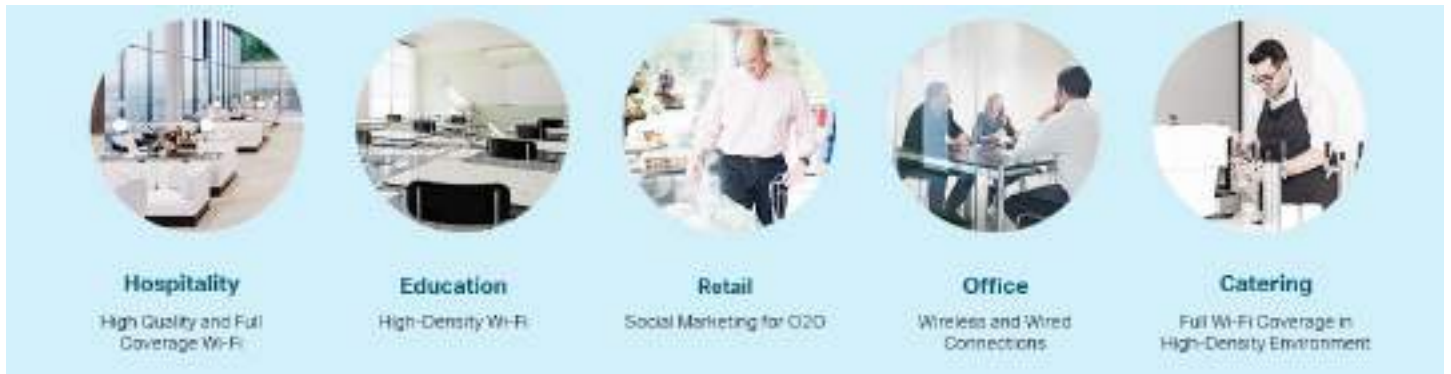 Hospitality
High Quality and Full
Coverage Wi-Fi
Education
High-Density Wi-Fi
Retail
Social Marketing for O2O
Office
Wireless and Wired
Connections
Catering
Full Wi-Fi Coverage in
High-Density Environment